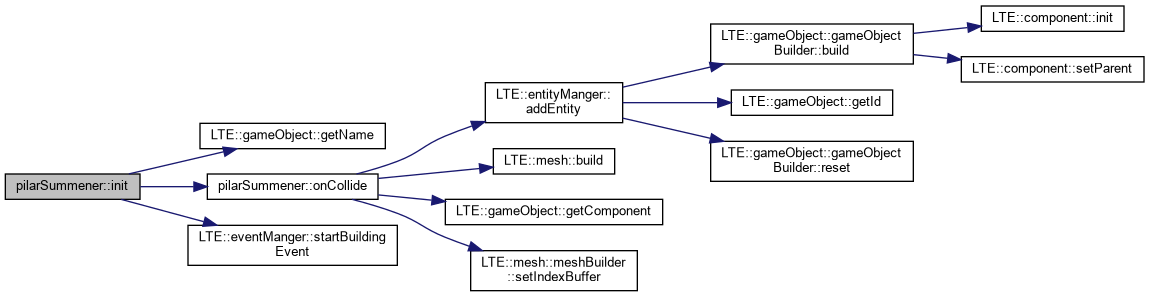 pilarSummener::init
LTE::gameObject::getName
pilarSummener::onCollide
LTE::eventManger::startBuilding
Event
LTE::entityManger::
addEntity
LTE::mesh::build
LTE::gameObject::getComponent
LTE::mesh::meshBuilder
::setIndexBuffer
LTE::gameObject::gameObject
Builder::build
LTE::gameObject::getId
LTE::gameObject::gameObject
Builder::reset
LTE::component::init
LTE::component::setParent